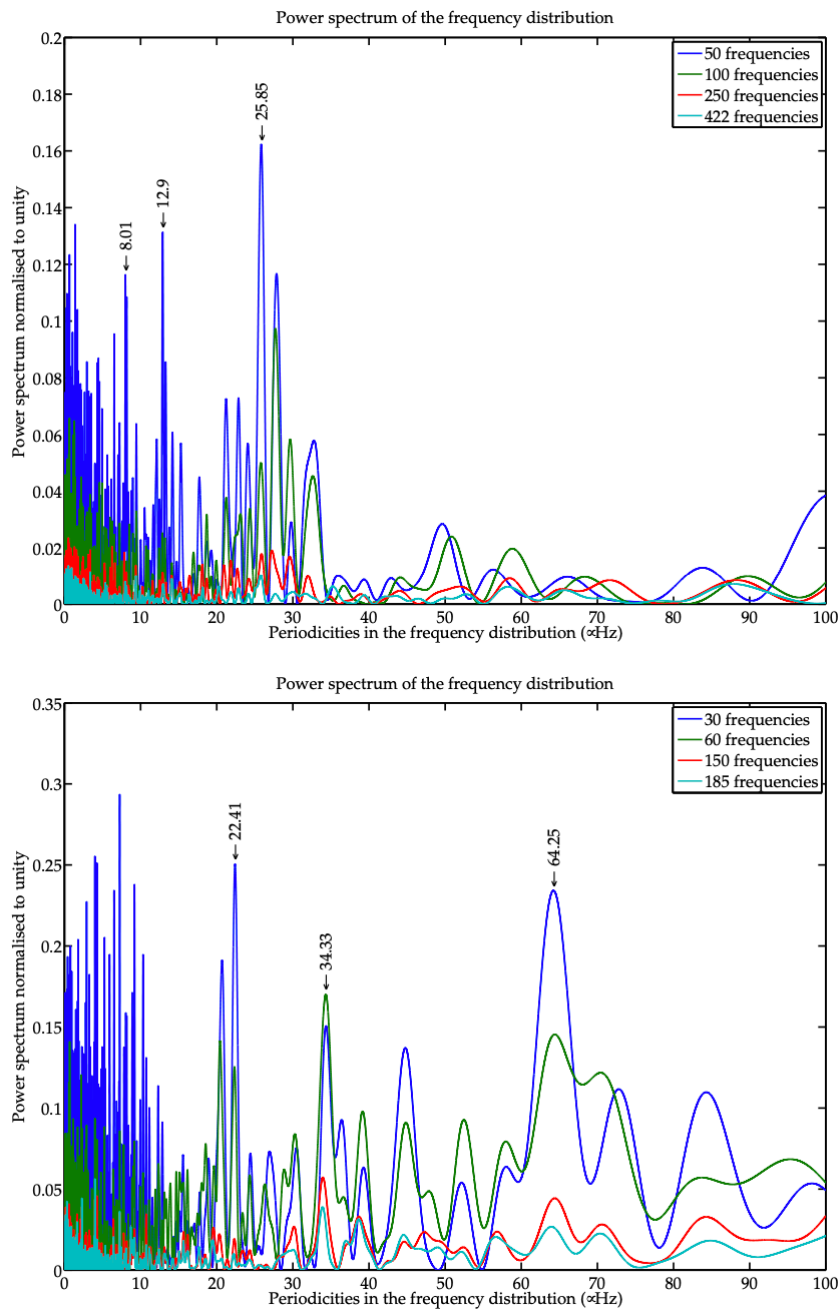 Power spectrum of the frequency distribution
0.2
0.18
0.16
0.14
0.12
0.1
0.08
0.06
0.04
0.02
0
Power spectrum normalised to unity
8.01
12.9
25.85
50 frequencies
100 frequencies
250 frequencies
422 frequencies
0 10 20 30 40 50 60 70 80 90 100
Periodicities in the frequency distribution (∝Hz)
Power spectrum of the frequency distribution
0.35
0.3
0.25
0.2
0.15
0.1
0.05
0
Power spectrum normalised to unity
22.41
34.33
64.25
30 frequencies
60 frequencies
150 frequencies
185 frequencies
0 10 20 30 40 50 60 70 80 90 100
Periodicities in the frequency distribution (∝Hz)